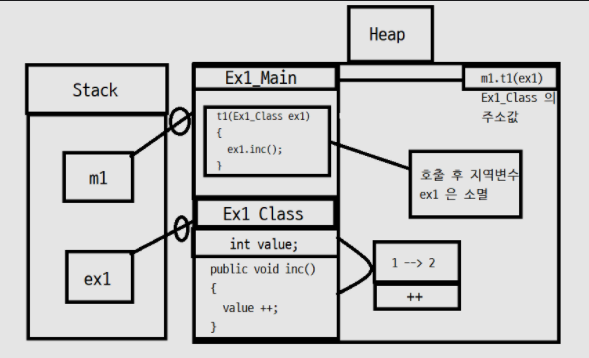 Heap
Stack
Ex1_Main
m1.t1(ex1)
Ex1_Class 의
주소값
t1(Ex1_Class ex1)
{
ex1.inc();
}
m1
호출 후 지역변수
ex1 은 소멸
Ex1 Class
int value;
ex1
public void inc()
{
value ++;
}
1 --> 2
++